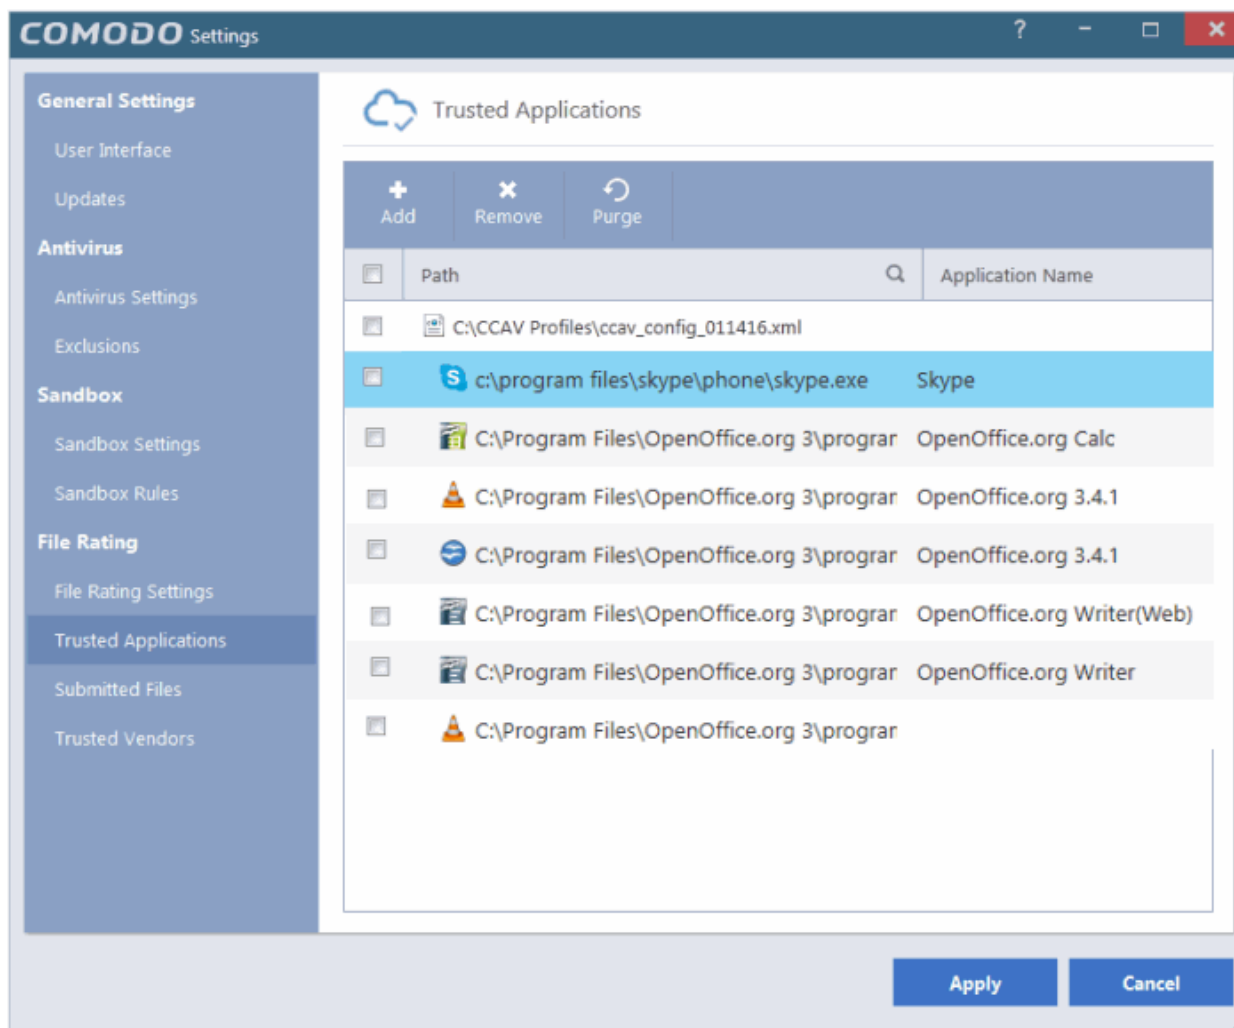 COMODO Settings ?
General Settings
User Interface
Updates
Antivirus
Antivirus Settings
Exclusions
Sandbox
Sandbox Settings
Sandbox Rules
File Rating
File Rating Settings
Trusted Applications
Submitted Files
Trusted Vendors
Trusted Applications
Add Remove Purge
Path Application Name
C:\CCAV Profiles\ccav_config_011416.xml
c:\program files\skype\phone\skype.exe Skype
C:\Program Files\OpenOffice.org 3\prograr OpenOffice.org Calc
C:\Program Files\OpenOffice.org 3\prograr OpenOffice.org 3.4.1
C:\Program Files\OpenOffice.org 3\prograr OpenOffice.org 3.4.1
C:\Program Files\OpenOffice.org 3\prograr OpenOffice.org Writer(Web)
C:\Program Files\OpenOffice.org 3\prograr OpenOffice.org Writer
C:\Program Files\OpenOffice.org 3\prograr
Apply Cancel